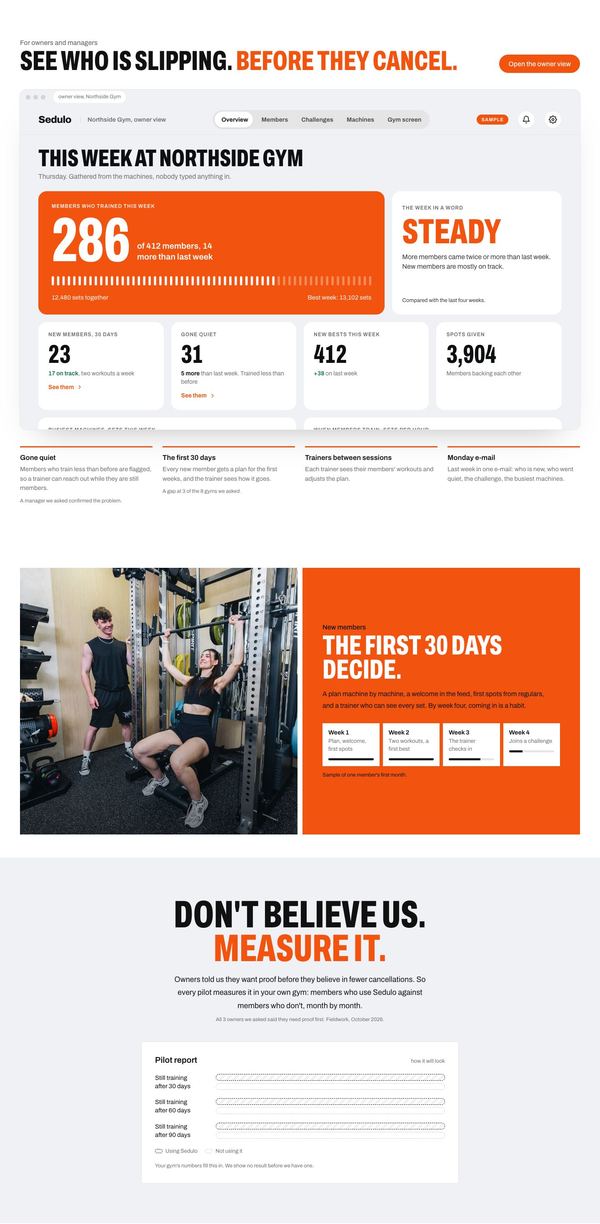 For owners and managers
SEE WHO IS SLIPPING. BEFORE THEY CANCEL.
Open the owner view
owner view, Northside Gym
Sedulo
Northside Gym, owner view
Overview
Members
Challenges
Machines
Gym screen
SAMPLE
THIS WEEK AT NORTHSIDE GYM
Thursday. Gathered from the machines, nobody typed anything in.
MEMBERS WHO TRAINED THIS WEEK
286
of 412 members, 14
more than last week
12,480 sets together
Best week: 13,102 sets
THE WEEK IN A WORD
STEADY
More members came twice or more than last week.
New members are mostly on track.
Compared with the last four weeks.
NEW MEMBERS, 30 DAYS
23
17 on track, two workouts a week
See them
GONE QUIET
31
5 more than last week. Trained less than
before
See them
NEW BESTS THIS WEEK
412
+38 on last week
SPOTS GIVEN
3,904
Members backing each other
Gone quiet
Members who train less than before are flagged,
so a trainer can reach out while they are still
members.
A manager we asked confirmed the problem.
The first 30 days
Every new member gets a plan for the first
weeks, and the trainer sees how it goes.
A gap at 3 of the 8 gyms we asked.
Trainers between sessions
Each trainer sees their members' workouts and
adjusts the plan.
Monday e-mail
Last week in one e-mail: who is new, who went
quiet, the challenge, the busiest machines.
New members
THE FIRST 30 DAYS
DECIDE.
A plan machine by machine, a welcome in the feed, first spots from regulars,
and a trainer who can see every set. By week four, coming in is a habit.
Week 1
Plan, welcome,
first spots
Week 2
Two workouts, a
first best
Week 3
The trainer
checks in
Week 4
Joins a challenge
Sample of one member's first month.
DON'T BELIEVE US.
MEASURE IT.
Owners told us they want proof before they believe in fewer cancellations. So
every pilot measures it in your own gym: members who use Sedulo against
members who don't, month by month.
All 3 owners we asked said they need proof first. Fieldwork, October 2026.
Pilot report
how it will look
Still training
after 30 days
Still training
after 60 days
Still training
after 90 days
Using Sedulo
Not using it
Your gym's numbers fill this in. We show no result before we have one.